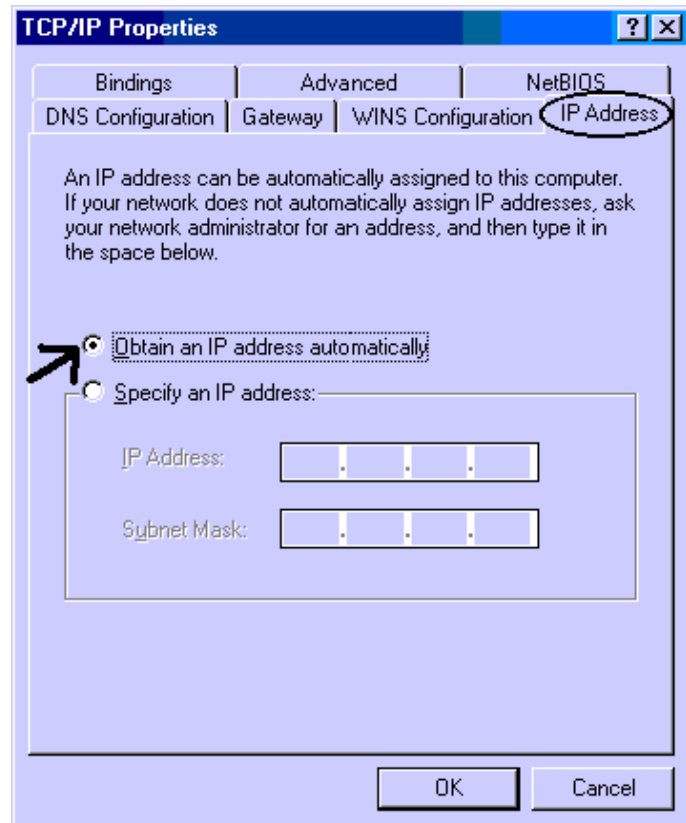 TCP/IP Properties
Bindings Advanced NetBIOS
DNS Configuration Gateway WINS Configuration IP Address
An IP address can be automatically assigned to this computer.
If your network does not automatically assign IP addresses, ask
your network administrator for an address, and then type it in
the space below.
Obtain an IP address automatically
Specify an IP address:
IP Address:
Subnet Mask:
OK Cancel